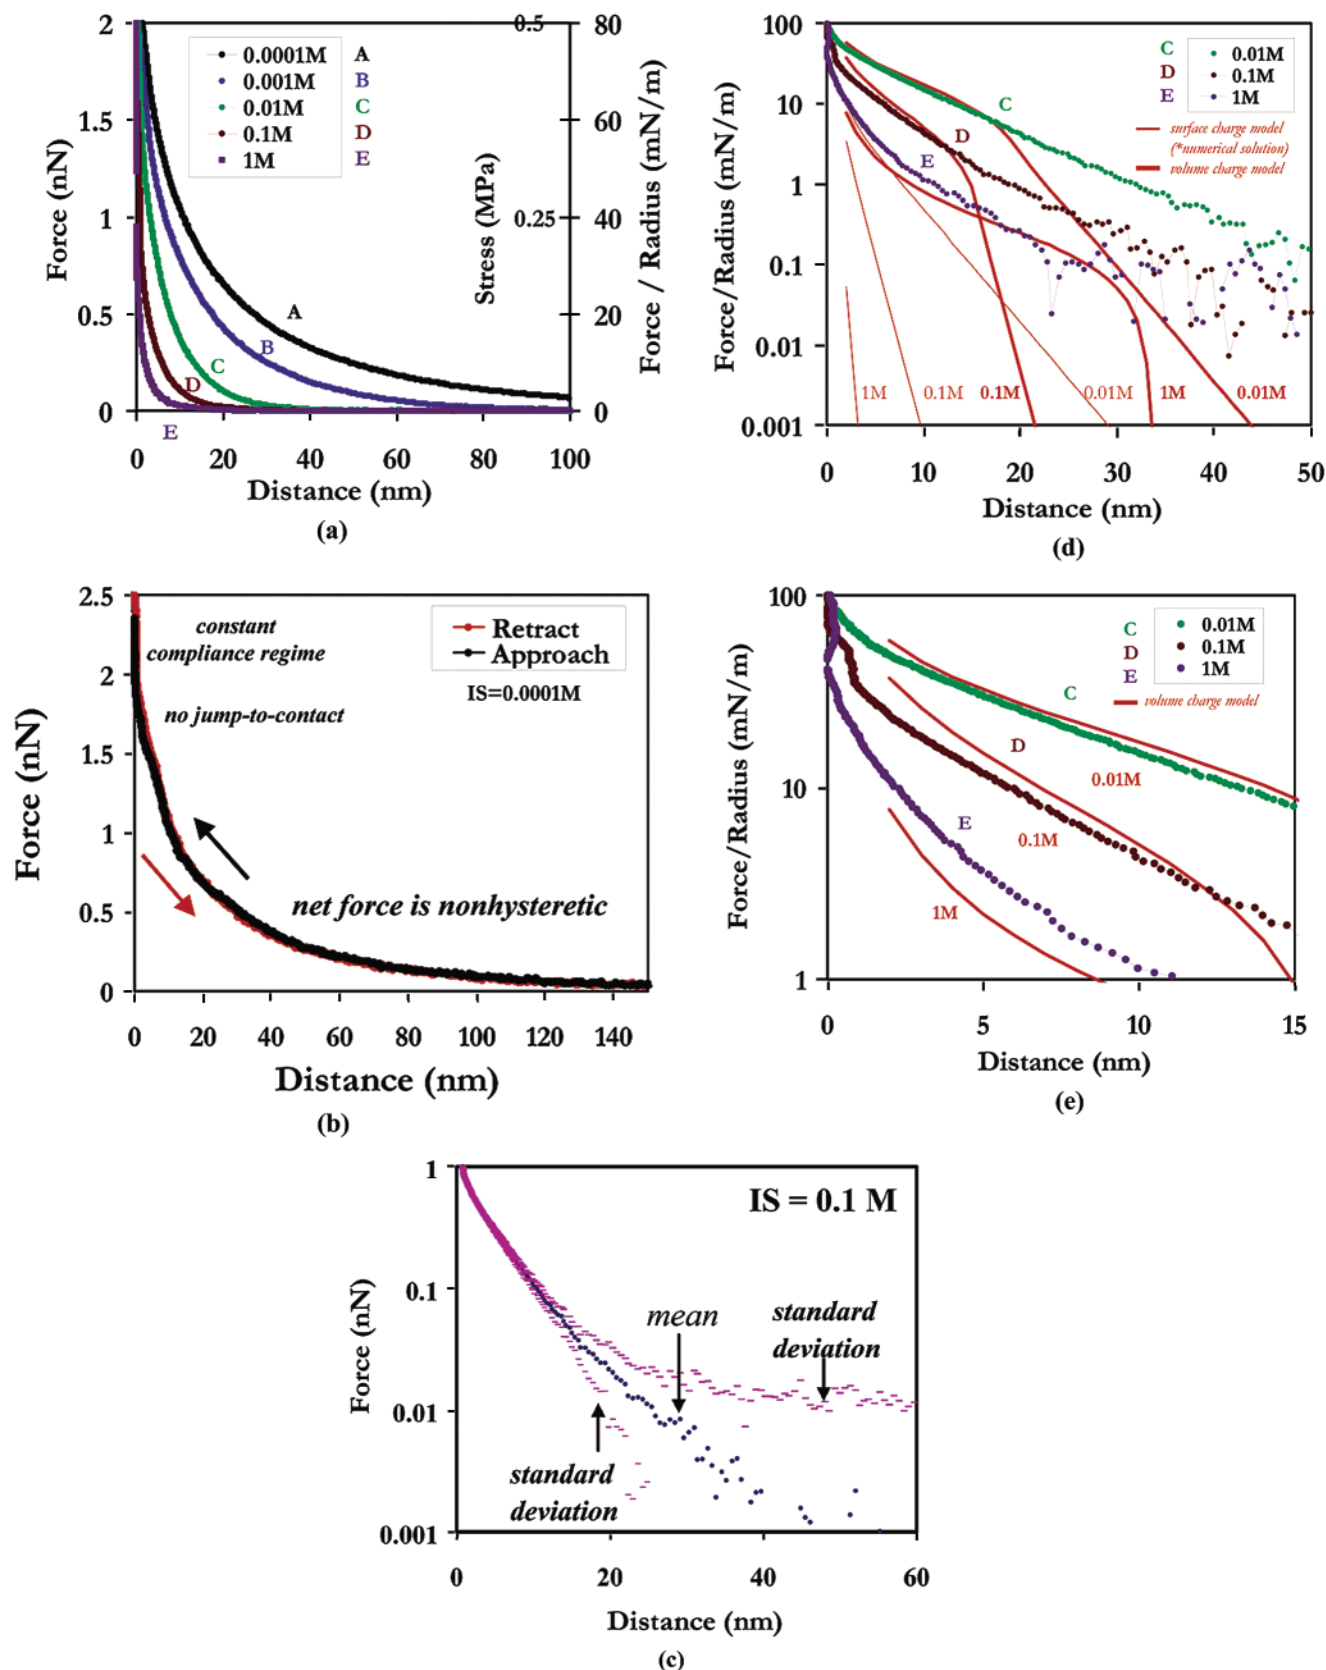 2
1.5
1
0.5
0
Force (nN)
0.0001M
0.001M
0.01M
0.1M
1M
A
B
C
D
E
A
B
C
D
E
0.5
0.25
0
Stress (MPa)
80
60
40
20
0
Force / Radius (mN/m)
0 20 40 60 80 100
Distance (nm)
(a)
100
10
1
0.1
0.01
0.001
Force/Radius (mN/m)
C 0.01M
D 0.1M
E 1M
surface charge model
(*numerical solution)
volume charge model
C
D
E
1M 0.1M 0.1M 0.01M 1M 0.01M
0 10 20 30 40 50
Distance (nm)
(d)
2.5
2
1.5
1
0.5
0
Force (nN)
constant
compliance regime
no jump-to-contact
Retract
Approach
IS=0.0001M
net force is nonhysteretic
0 20 40 60 80 100 120 140
Distance (nm)
(b)
100
10
1
Force/Radius (mN/m)
C 0.01M
D 0.1M
E 1M
volume charge model
C
D
0.01M
E
0.1M
1M
0 5 10 15
Distance (nm)
(e)
1
0.1
0.01
0.001
Force (nN)
IS = 0.1 M
mean
standard
deviation
standard
deviation
0 20 40 60
Distance (nm)
(c)